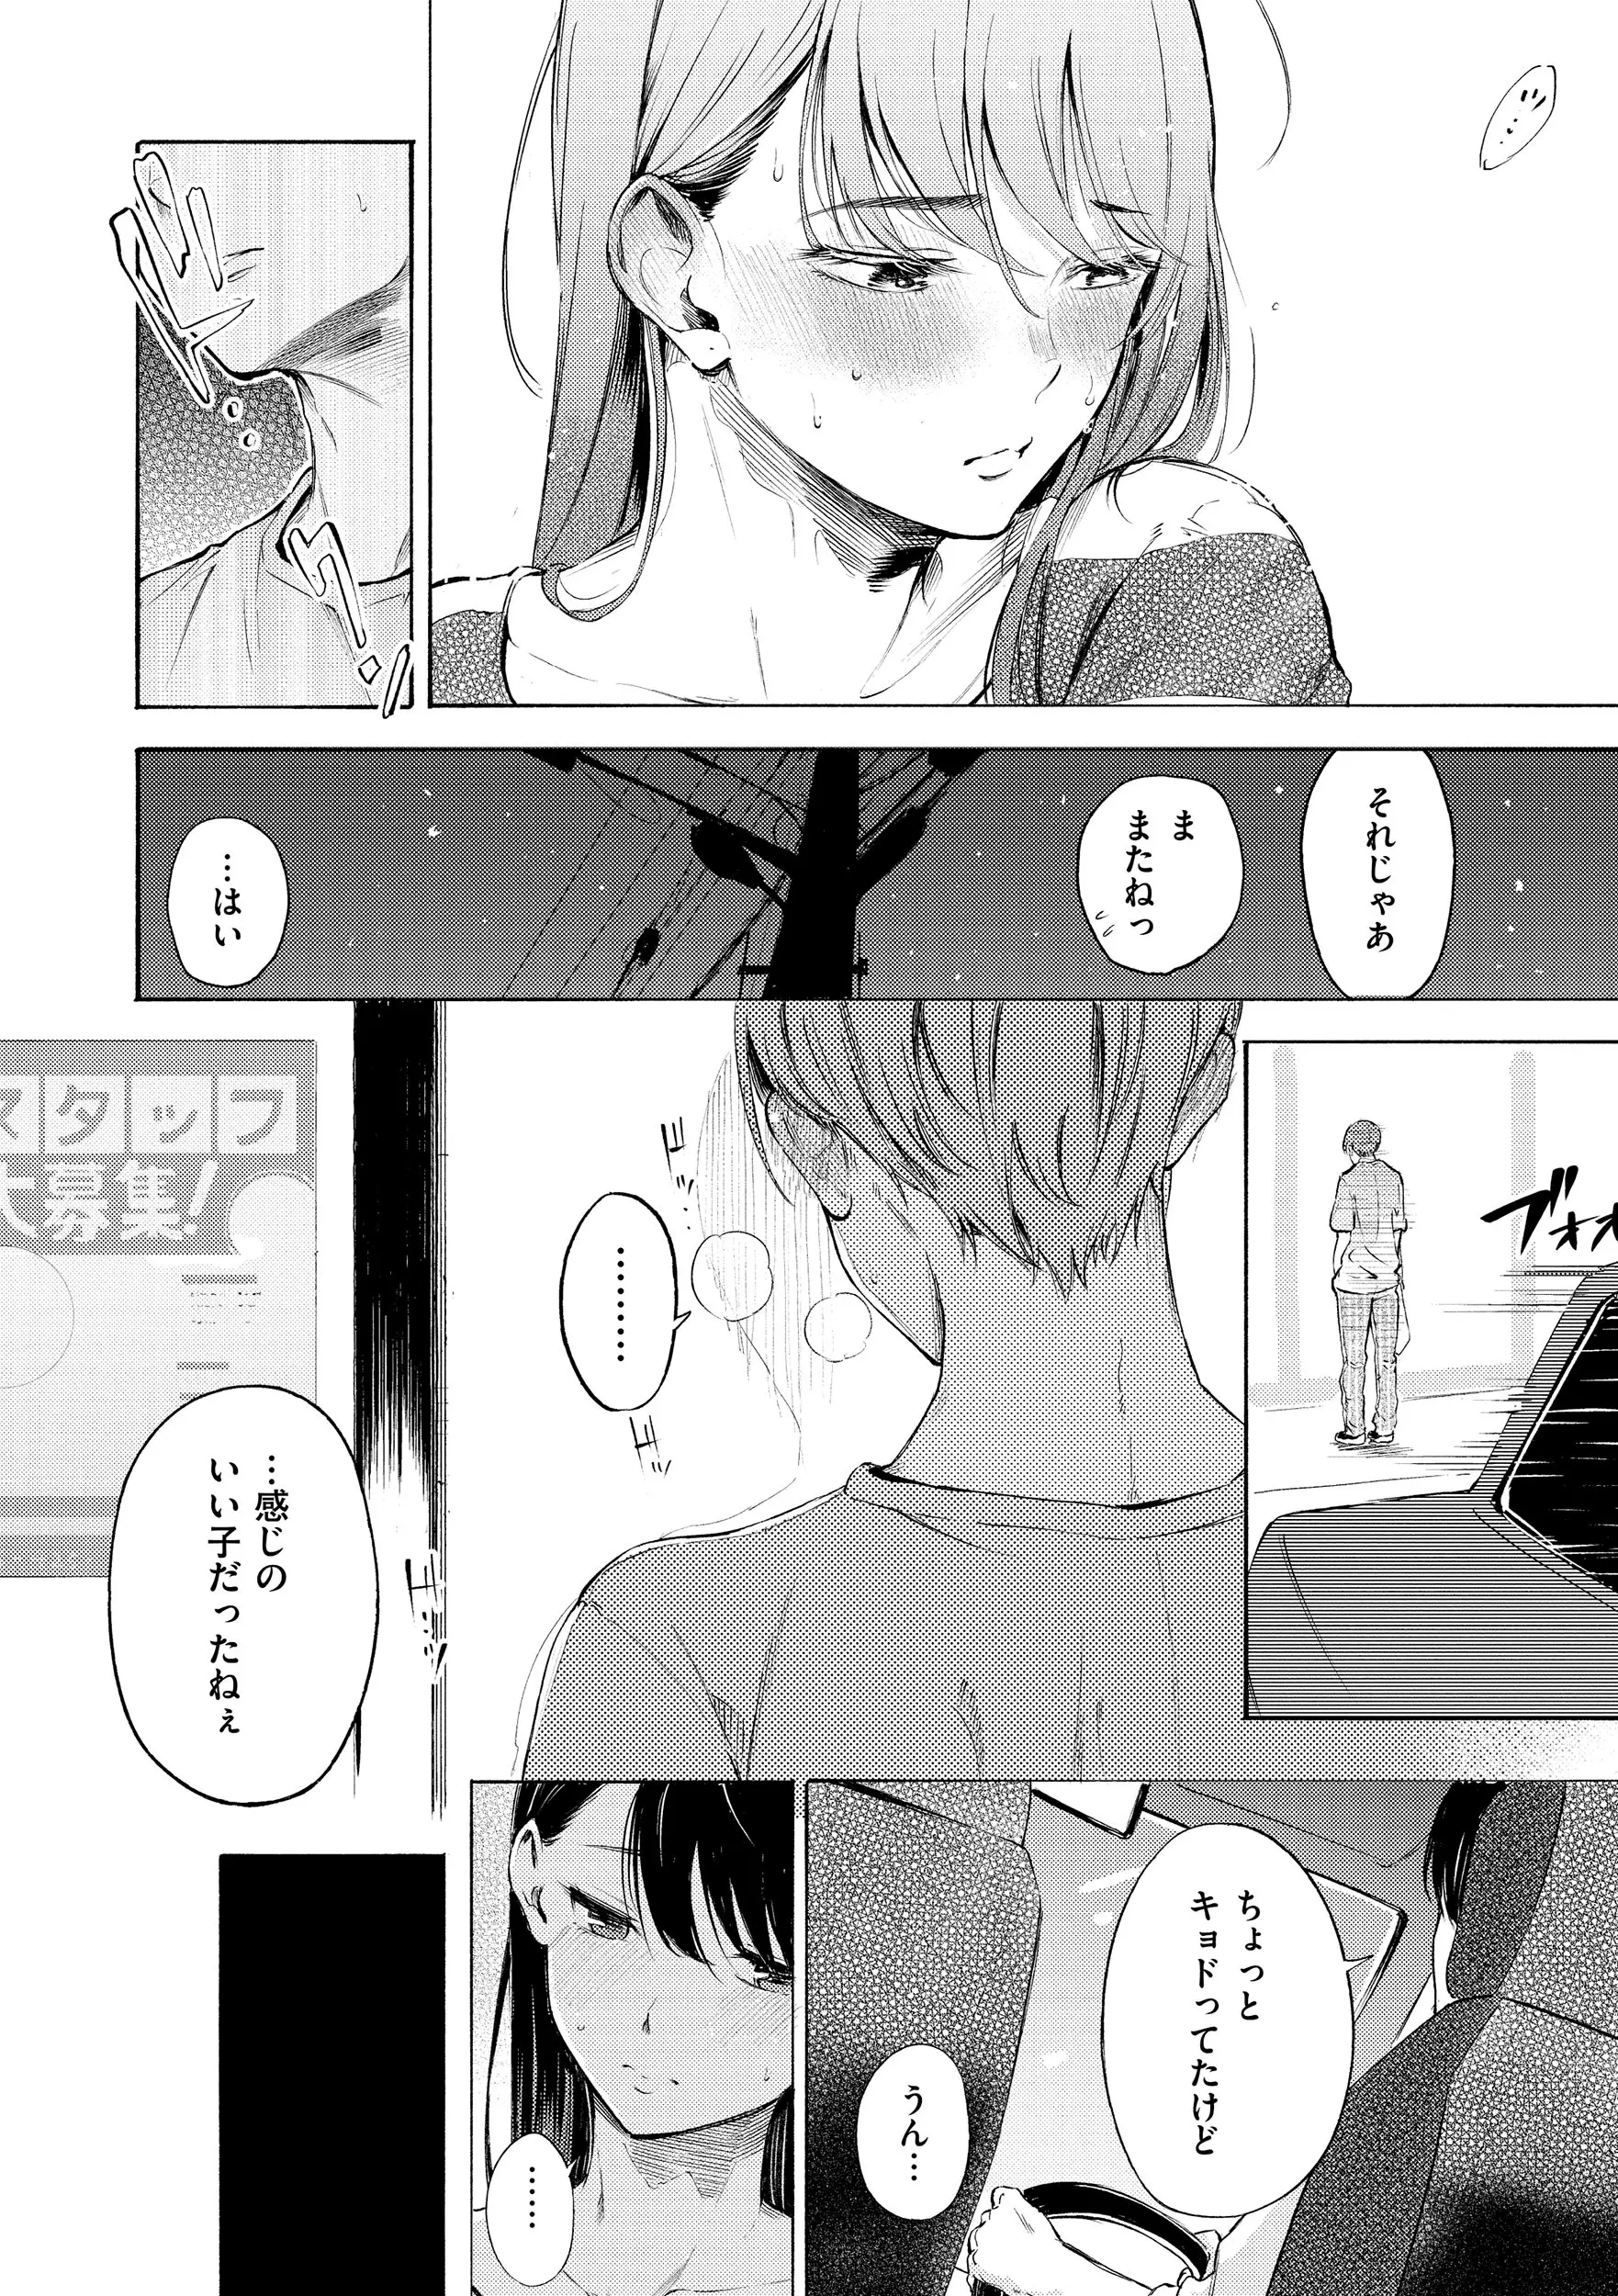 それじゃあ
ま
またねっ
…はい
ブオオ
………
スタッフ
大募集!
…感じの
いい子だったねぇ
ちょっと
キョドってたけど
うん…
……